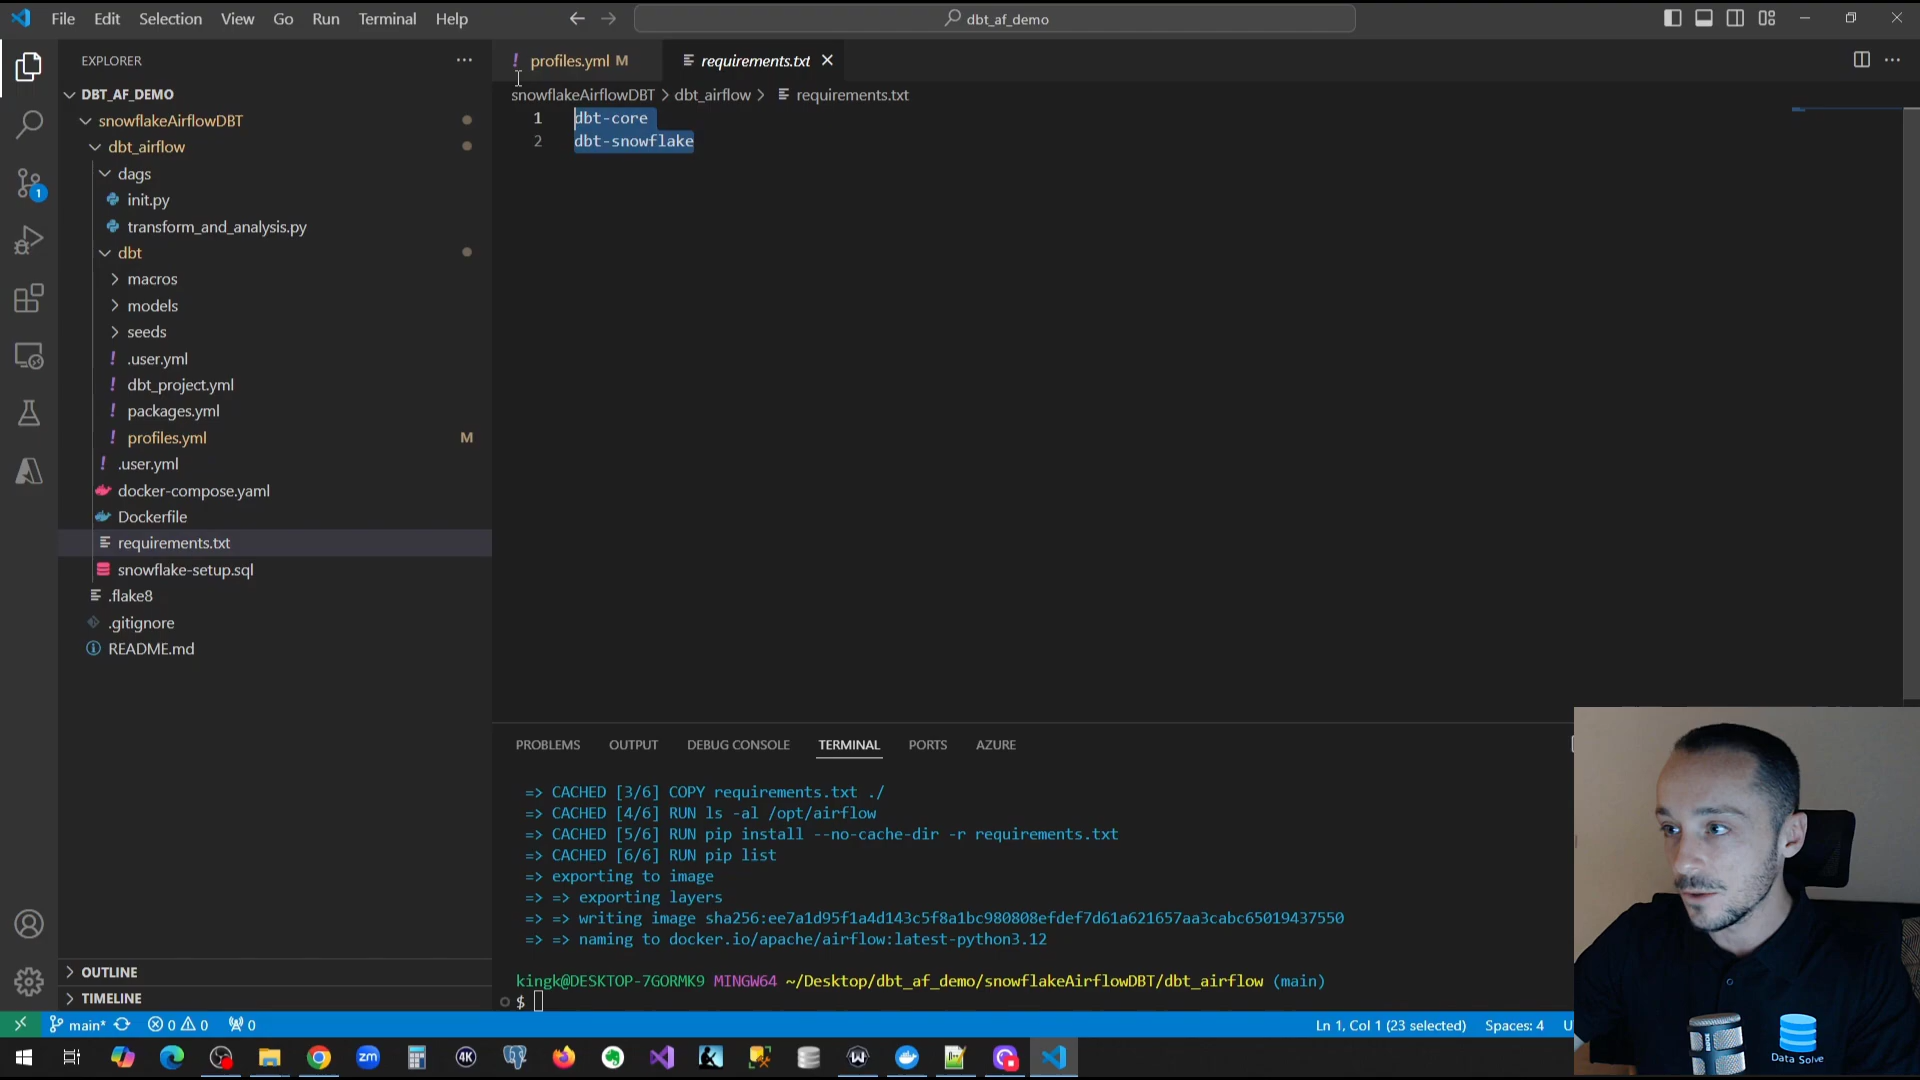 File Edit Selection View Go Run Terminal Help
dbt_af_demo
EXPLORER
DBT_AF_DEMO
snowflakeAirflowDBT
dbt_airflow
dags
init.py
transform_and_analysis.py
dbt
macros
models
seeds
.user.yml
dbt_project.yml
packages.yml
profiles.yml M
.user.yml
docker-compose.yaml
Dockerfile
requirements.txt
snowflake-setup.sql
.flake8
.gitignore
README.md
OUTLINE
TIMELINE
1
profiles.yml M
requirements.txt
snowflakeAirflowDBT > dbt_airflow > requirements.txt
1 dbt-core
2 dbt-snowflake
PROBLEMS OUTPUT DEBUG CONSOLE TERMINAL PORTS AZURE
=> CACHED [3/6] COPY requirements.txt ./
=> CACHED [4/6] RUN ls -al /opt/airflow
=> CACHED [5/6] RUN pip install --no-cache-dir -r requirements.txt
=> CACHED [6/6] RUN pip list
=> exporting to image
=> => exporting layers
=> => writing image sha256:ee7a1d95f1a4d143c5f8a1bc980808efdef7d61a621657aa3cabc65019437550
=> => naming to docker.io/apache/airflow:latest-python3.12
kingk@DESKTOP-7GORMK9 MINGW64 ~/Desktop/dbt_af_demo/snowflakeAirflowDBT/dbt_airflow (main)
$
main* 0 0 0
Ln 1, Col 1 (23 selected) Spaces: 4 U
zm 4K
Data Solve